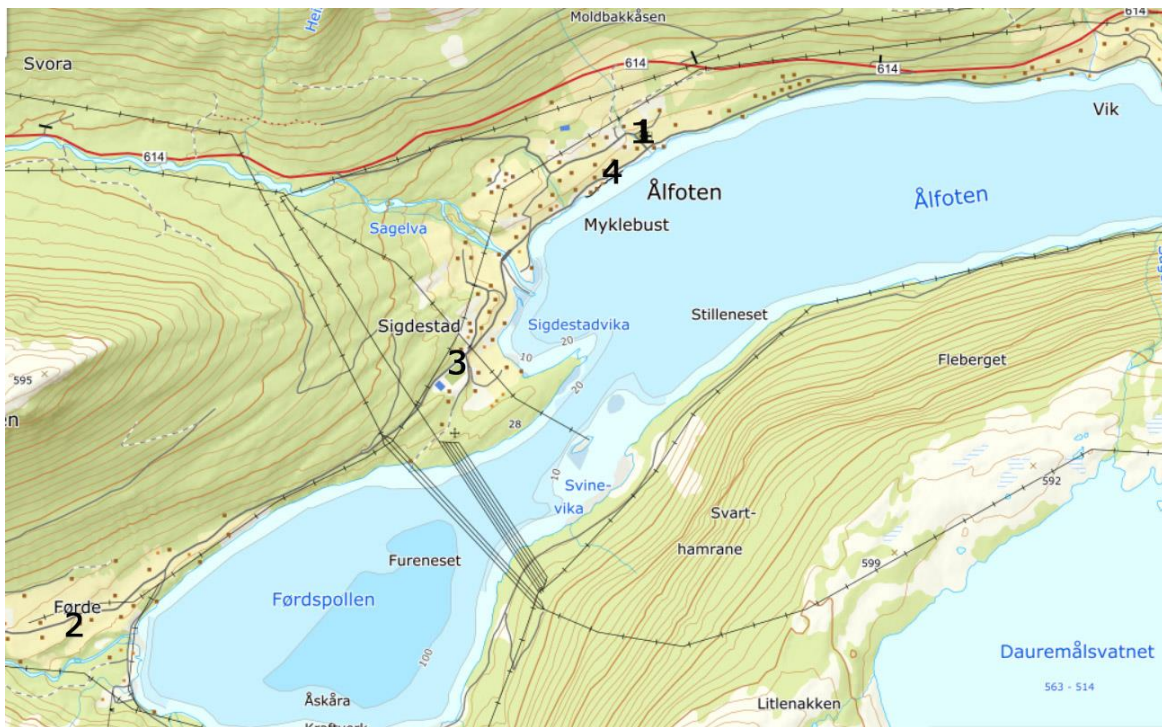 Moldbakkåsen
614
Svora
614
614
Vik
1
614
4
Ålfoten
Ålfoten
Myklebust
Sagelva
Stilleneset
Sigdestad
Sigdestadvika
20
10
Fleberget
3
595
20
28
10
Svine-
vika
592
Svart-
hamrane
Fureneset
599
Førde
Førdspollen
2
100
Dauremålsvatnet
563 - 514
Åskåra
Litlenakken